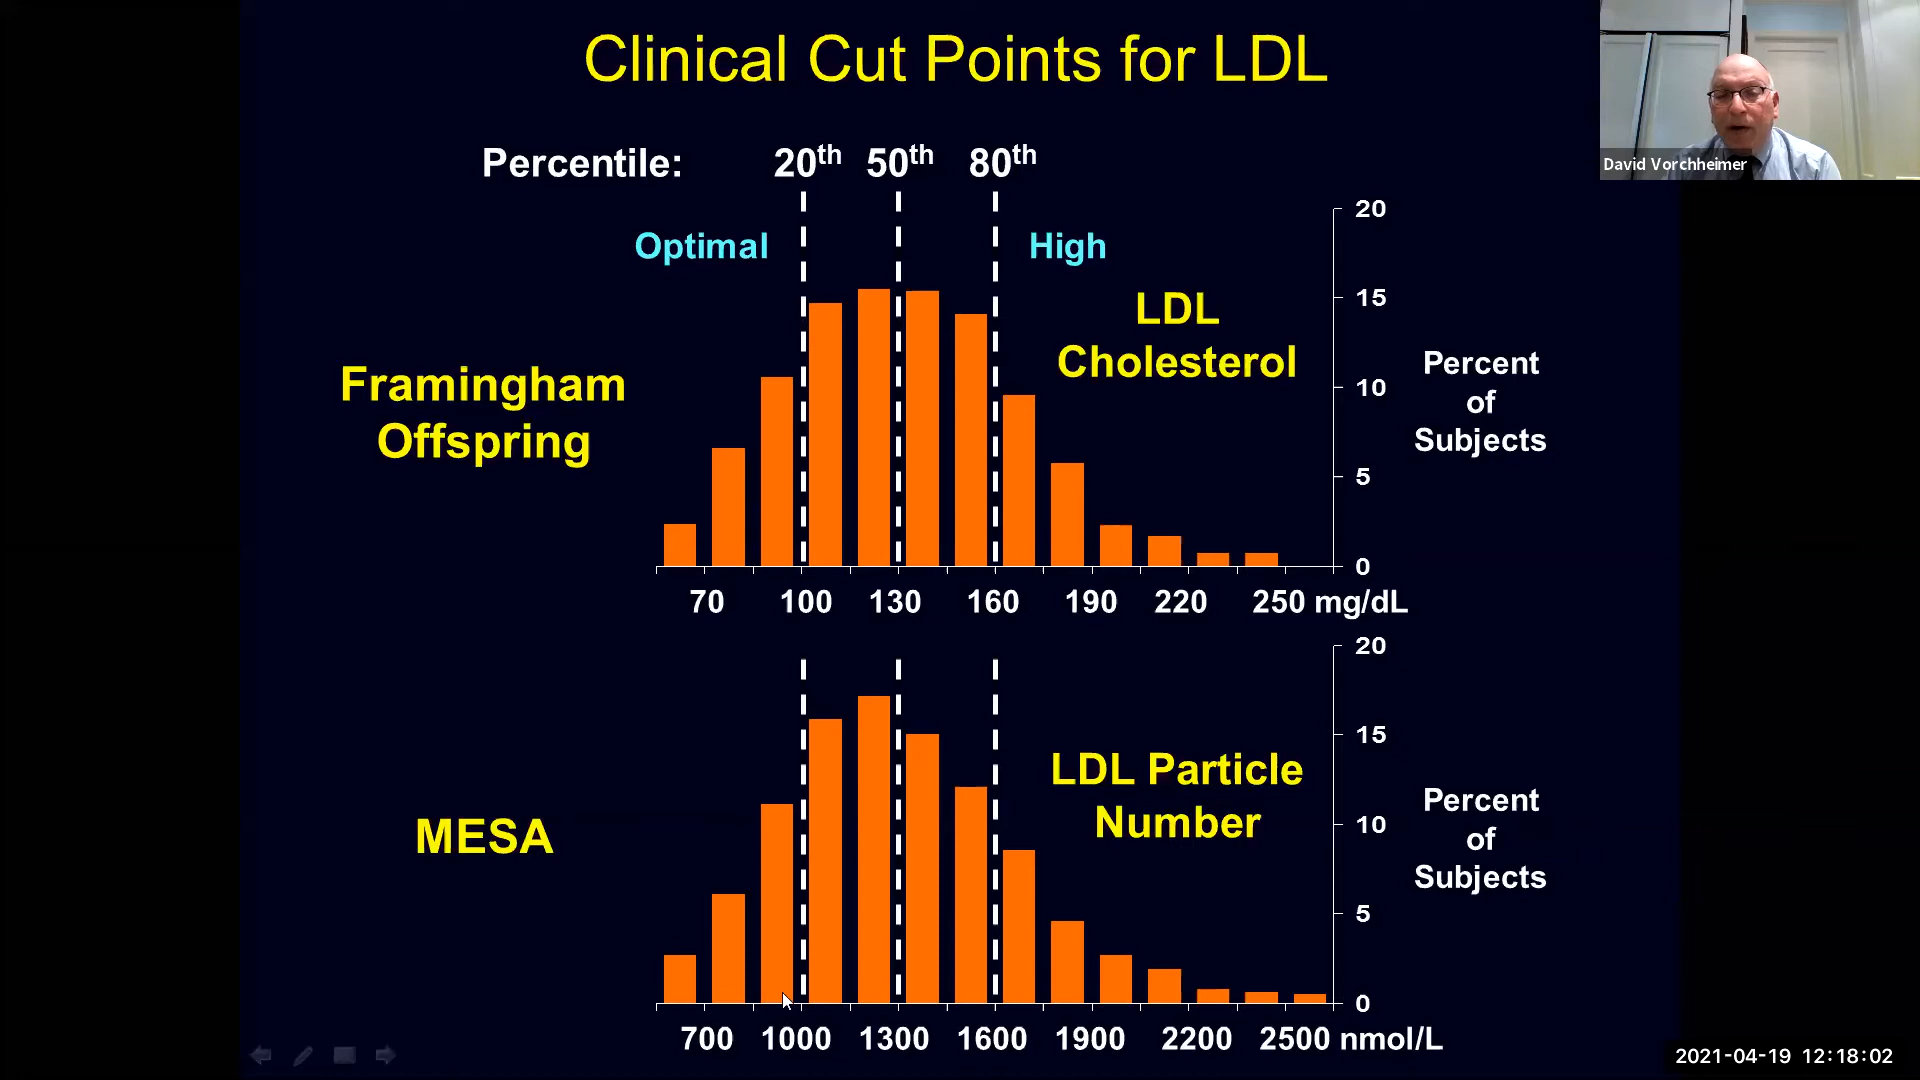 Clinical Cut Points for LDL
David Vorchheimer
Percentile: 20th 50th 80th
Optimal
High
20
15
10
5
0
LDL
Cholesterol
Framingham
Offspring
Percent
of
Subjects
70 100 130 160 190 220 250 mg/dL
20
15
10
5
0
LDL Particle
Number
MESA
Percent
of
Subjects
700 1000 1300 1600 1900 2200 2500 nmol/L
2021-04-19 12:18:02